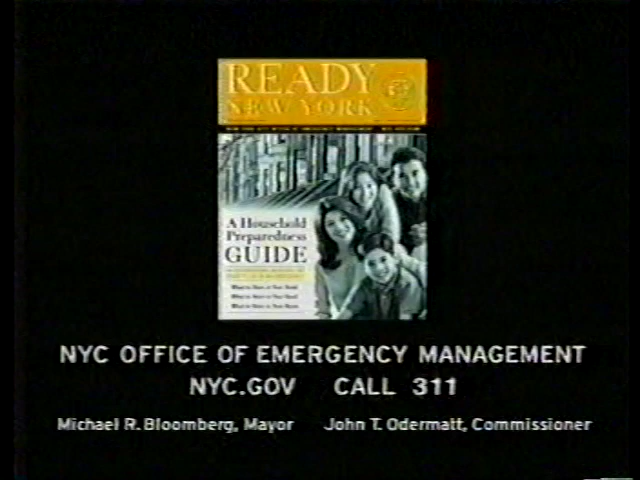 READY
NEW YORK
A Household
Preparedness
GUIDE
NYC OFFICE OF EMERGENCY MANAGEMENT
NYC.GOV CALL 311
Michael R. Bloomberg, Mayor John T. Odermatt, Commissioner